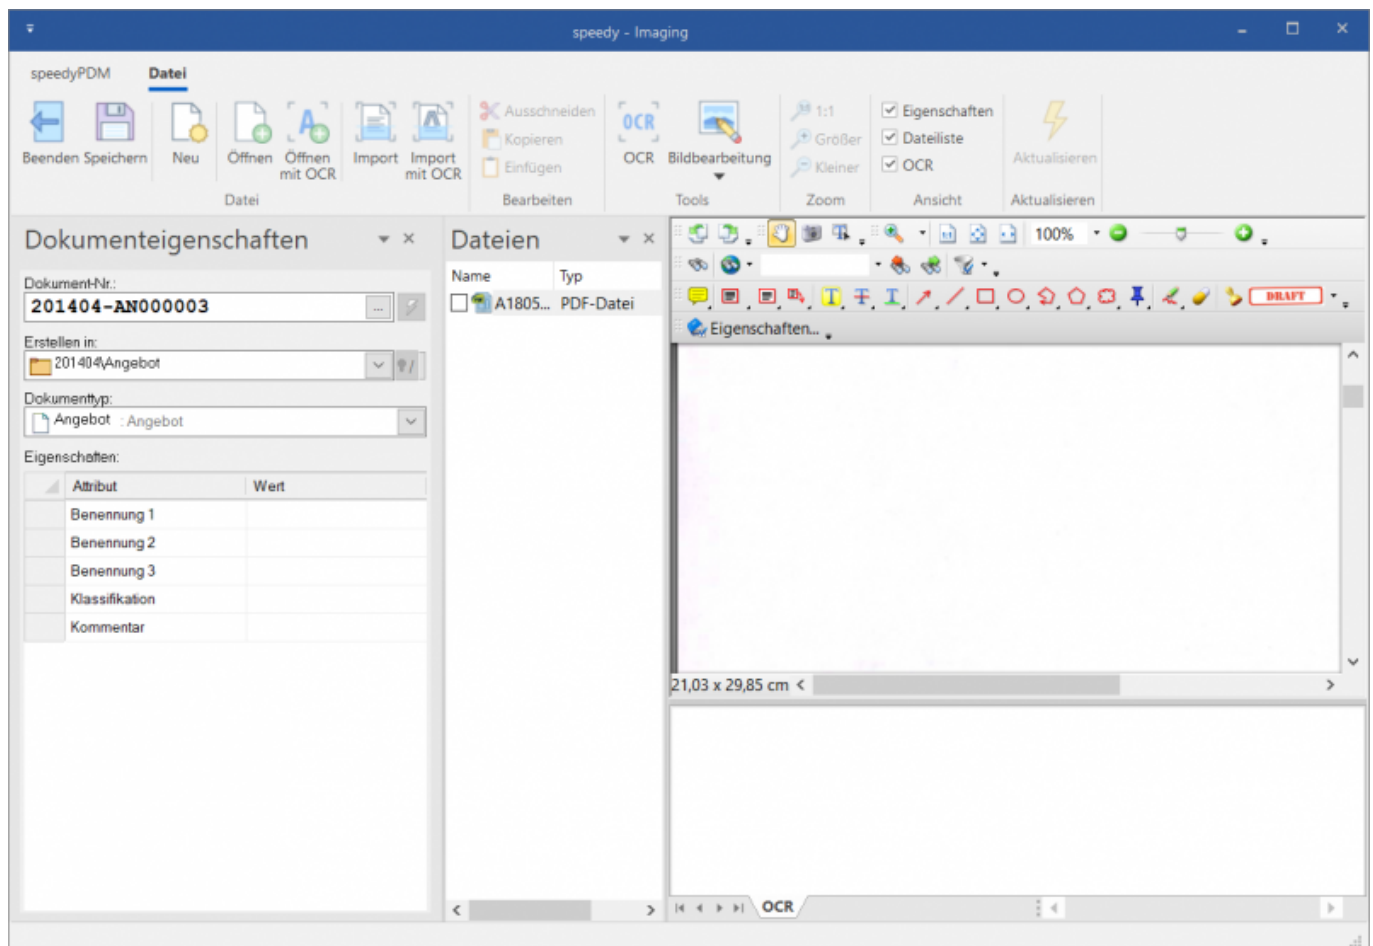 speedy - Imaging
speedyPDM Datei
Beenden Speichern Neu Öffnen Öffnen mit OCR Import Import mit OCR
Datei
Ausschneiden
Kopieren
Einfügen
Bearbeiten
OCR Bildbearbeitung
Tools
1:1
Größer
Kleiner
Zoom
Eigenschaften
Dateiliste
OCR
Ansicht
Aktualisieren
Aktualisieren
Dokumenteigenschaften
Dokument-Nr.:
201404-AN000003 ...
Erstellen in:
201404\Angebot
Dokumenttyp:
Angebot : Angebot
Eigenschaften:
Attribut Wert
Benennung 1
Benennung 2
Benennung 3
Klassifikation
Kommentar
Dateien
Name Typ
A1805... PDF-Datei
100%
DRAFT
Eigenschaften...
21,03 x 29,85 cm
OCR